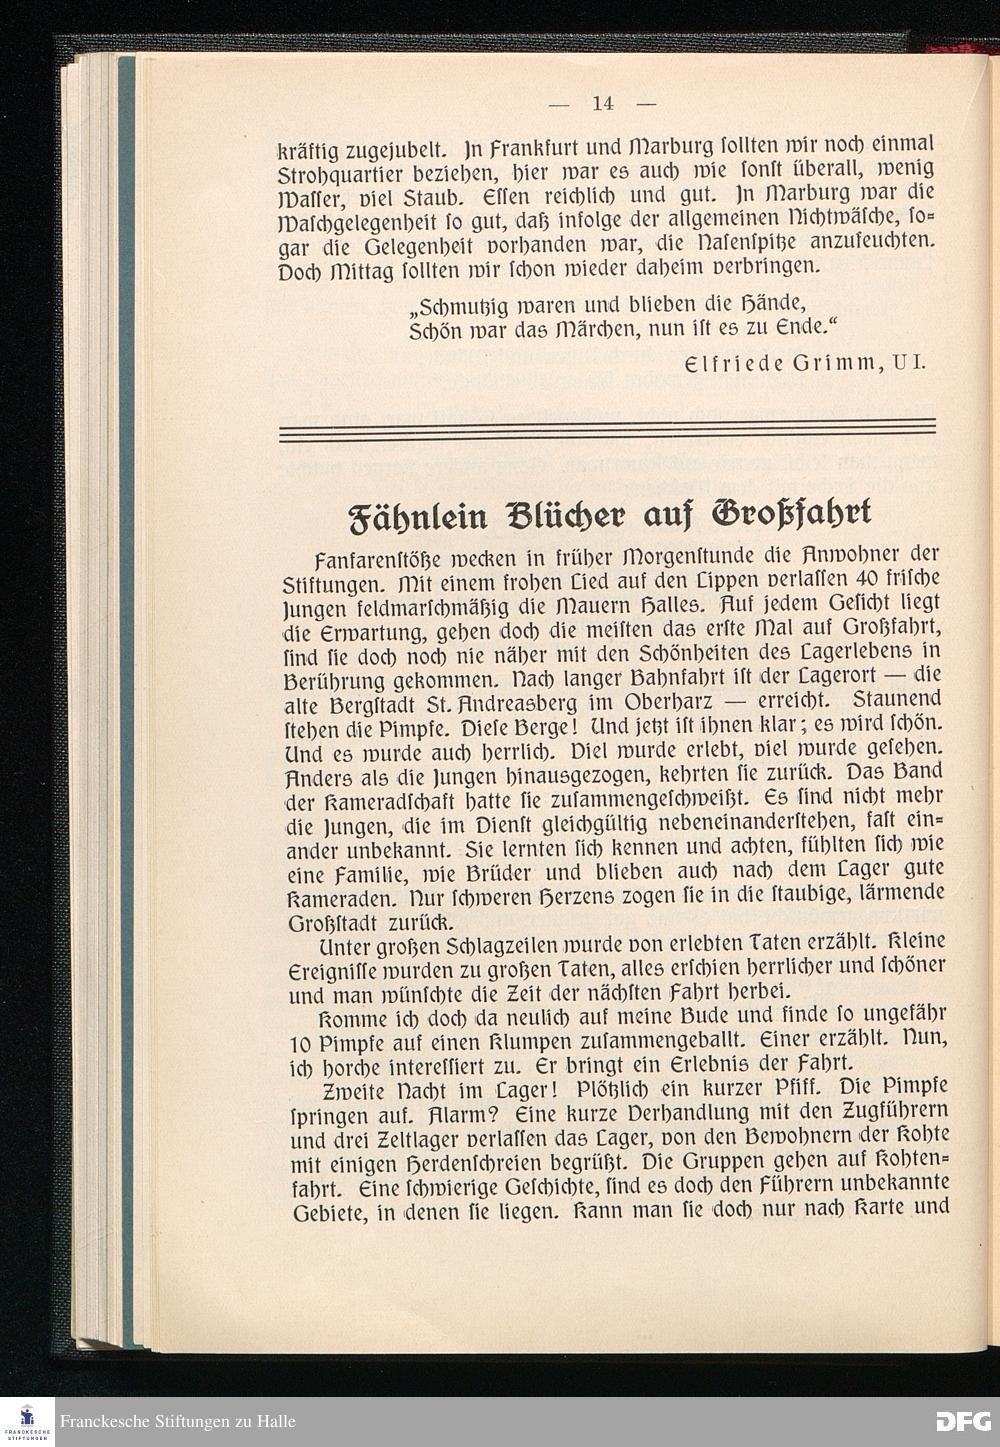 — 14 —
kräftig zugejubelt. In Frankfurt und Marburg ſollten wir noch einmal
Strohquartier beziehen, hier war es auch wie ſonſt überall, wenig
Waſſer, viel Staub. Eſſen reichlich und gut. In Marburg war die
Waſchgelegenheit ſo gut, daß infolge der allgemeinen Nichtwäſche, ſo=
gar die Gelegenheit vorhanden war, die Naſenſpitze anzufeuchten.
Doch Mittag ſollten wir ſchon wieder daheim verbringen.
„Schmutzig waren und blieben die Hände,
Schön war das Märchen, nun iſt es zu Ende.“
Elfriede Grimm, U I.
Fähnlein Blücher auf Großfahrt
Fanfarenſtöße wecken in früher Morgenſtunde die Anwohner der
Stiftungen. Mit einem frohen Lied auf den Lippen verlaſſen 40 friſche
Jungen feldmarſchmäßig die Mauern Halles. Auf jedem Geſicht liegt
die Erwartung, gehen doch die meiſten das erſte Mal auf Großfahrt,
ſind ſie doch noch nie näher mit den Schönheiten des Lagerlebens in
Berührung gekommen. Nach langer Bahnfahrt iſt der Lagerort — die
alte Bergſtadt St. Andreasberg im Oberharz — erreicht. Staunend
ſtehen die Pimpfe. Dieſe Berge! Und jetzt iſt ihnen klar; es wird ſchön.
Und es wurde auch herrlich. Viel wurde erlebt, viel wurde geſehen.
Anders als die Jungen hinausgezogen, kehrten ſie zurück. Das Band
der Kameradſchaft hatte ſie zuſammengeſchweißt. Es ſind nicht mehr
die Jungen, die im Dienſt gleichgültig nebeneinanderſtehen, faſt ein=
ander unbekannt. Sie lernten ſich kennen und achten, fühlten ſich wie
eine Familie, wie Brüder und blieben auch nach dem Lager gute
Kameraden. Nur ſchweren Herzens zogen ſie in die ſtaubige, lärmende
Großſtadt zurück.
Unter großen Schlagzeilen wurde von erlebten Taten erzählt. Kleine
Ereigniſſe wurden zu großen Taten, alles erſchien herrlicher und ſchöner
und man wünſchte die Zeit der nächſten Fahrt herbei.
Komme ich doch da neulich auf meine Bude und finde ſo ungefähr
10 Pimpfe auf einen Klumpen zuſammengeballt. Einer erzählt. Nun,
ich horche intereſſiert zu. Er bringt ein Erlebnis der Fahrt.
Zweite Nacht im Lager! Plötzlich ein kurzer Pfiff. Die Pimpfe
ſpringen auf. Alarm? Eine kurze Verhandlung mit den Zugführern
und drei Zeltlager verlaſſen das Lager, von den Bewohnern der Kohte
mit einigen Herdenſchreien begrüßt. Die Gruppen gehen auf Kohten=
fahrt. Eine ſchwierige Geſchichte, ſind es doch den Führern unbekannte
Gebiete, in denen ſie liegen. Kann man ſie doch nur nach Karte und
FRANCKESCHE
STIFTUNGEN
Franckesche Stiftungen zu Halle
DFG